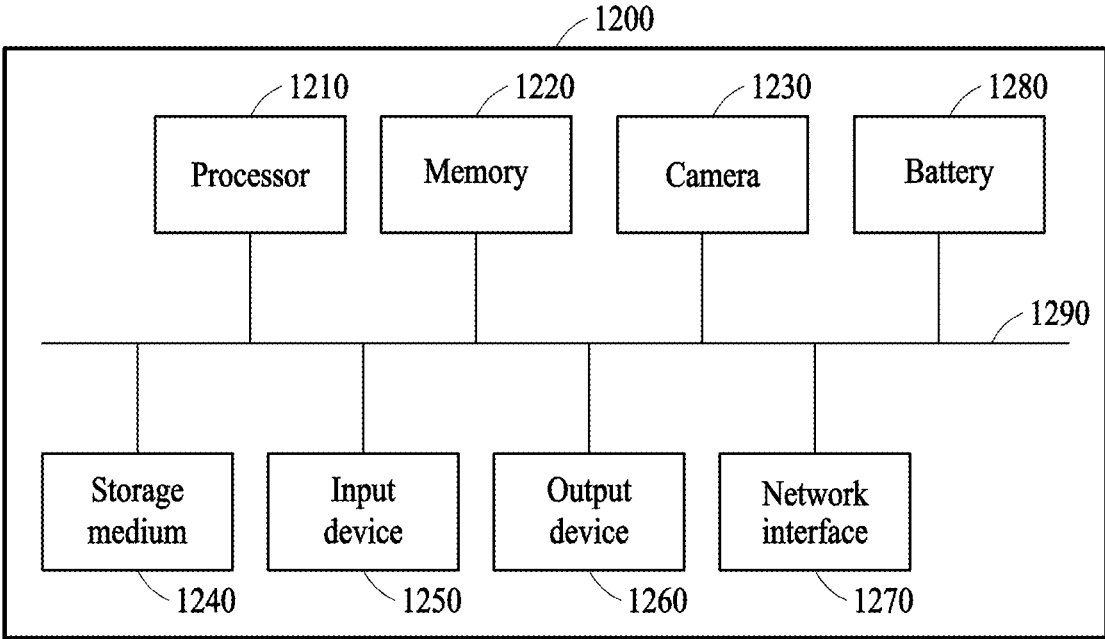 1200
1210
1220
1230
1280
Processor
Memory
Camera
Battery
1290
Storage
medium
Input
device
Output
device
Network
interface
1240
1250
1260
1270